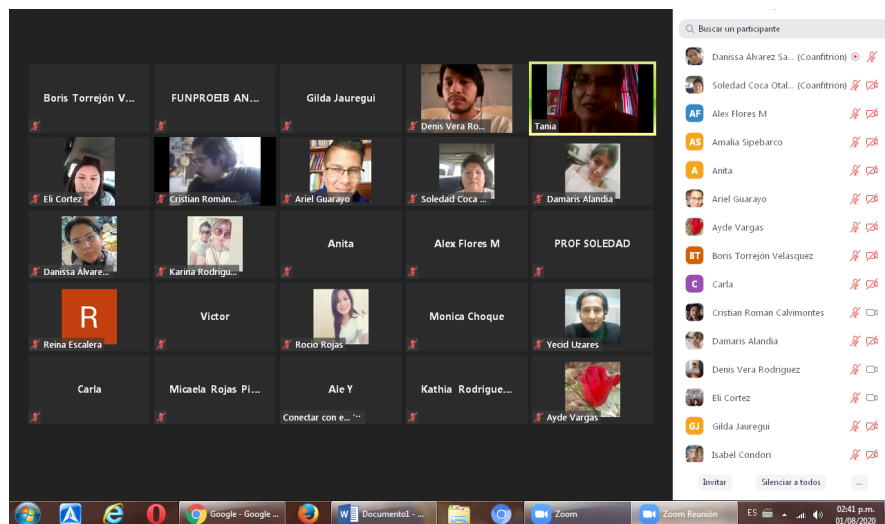 Boris Torrejón V...
FUNPROEIB AN...
Gilda Jauregui
Denis Vera Ro...
Tania
Eli Cortez
Cristian Román...
Ariel Guarayo
Soledad Coca ...
Damaris Alandia
Danissa Álvare...
Karina Rodrigu...
Anita
Alex Flores M
PROF SOLEDAD
R
Reina Escalera
Victor
Rocio Rojas
Monica Choque
Yecid Uzares
Carla
Micaela Rojas Pi...
Ale Y
Conectar con e...
Kathia Rodrigue...
Ayde Vargas
Buscar un participante
Danissa Álvarez Sa... (Coanfitrión)
Soledad Coca Otal... (Coanfitrión)
AF Alex Flores M
AS Amalia Sipebarco
A Anita
Ariel Guarayo
Ayde Vargas
BT Boris Torrejón Velasquez
C Carla
Cristian Román Calvimontes
Damaris Alandia
Denis Vera Rodriguez
Eli Cortez
GJ Gilda Jauregui
Isabel Condori
Invitar Silenciar a todos ...
Google - Google ...
Documento1 - ...
Zoom
Zoom Reunión
ES
02:41 p.m.
01/08/2020